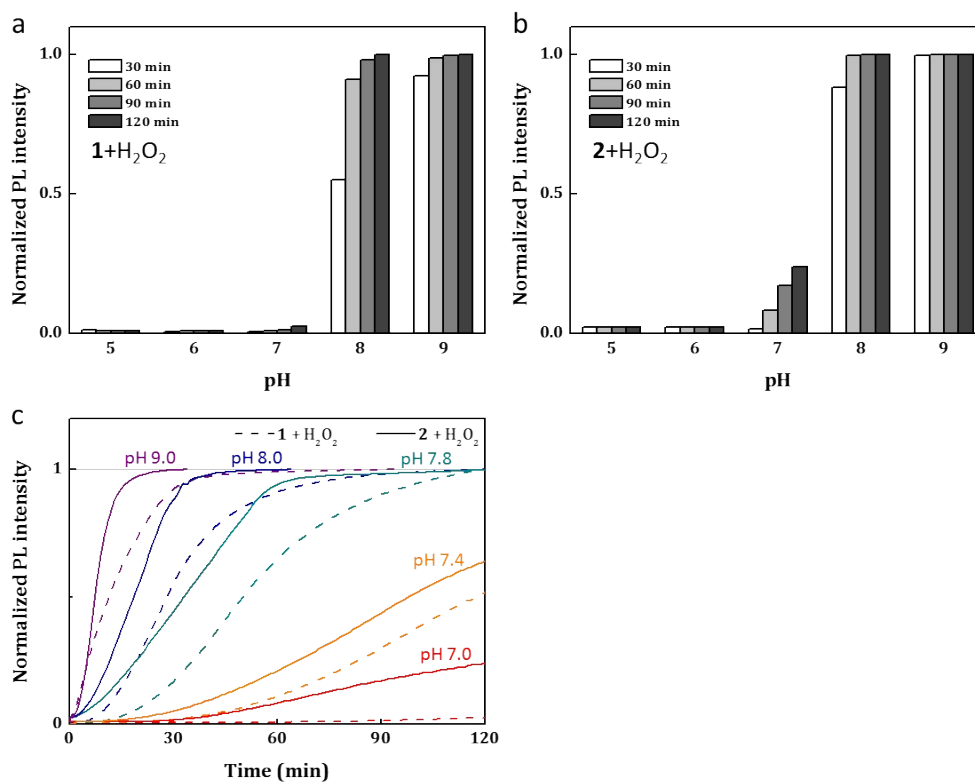 a
1.0
0.5
0.0
Normalized PL intensity
30 min
60 min
90 min
120 min
1+H₂O₂
5 6 7 8 9
pH
b
1.0
0.5
0.0
Normalized PL intensity
30 min
60 min
90 min
120 min
2+H₂O₂
5 6 7 8 9
pH
c
1 + H₂O₂ 2 + H₂O₂
pH 9.0 pH 8.0 pH 7.8
pH 7.4
pH 7.0
1
0
Normalized PL intensity
0 30 60 90 120
Time (min)